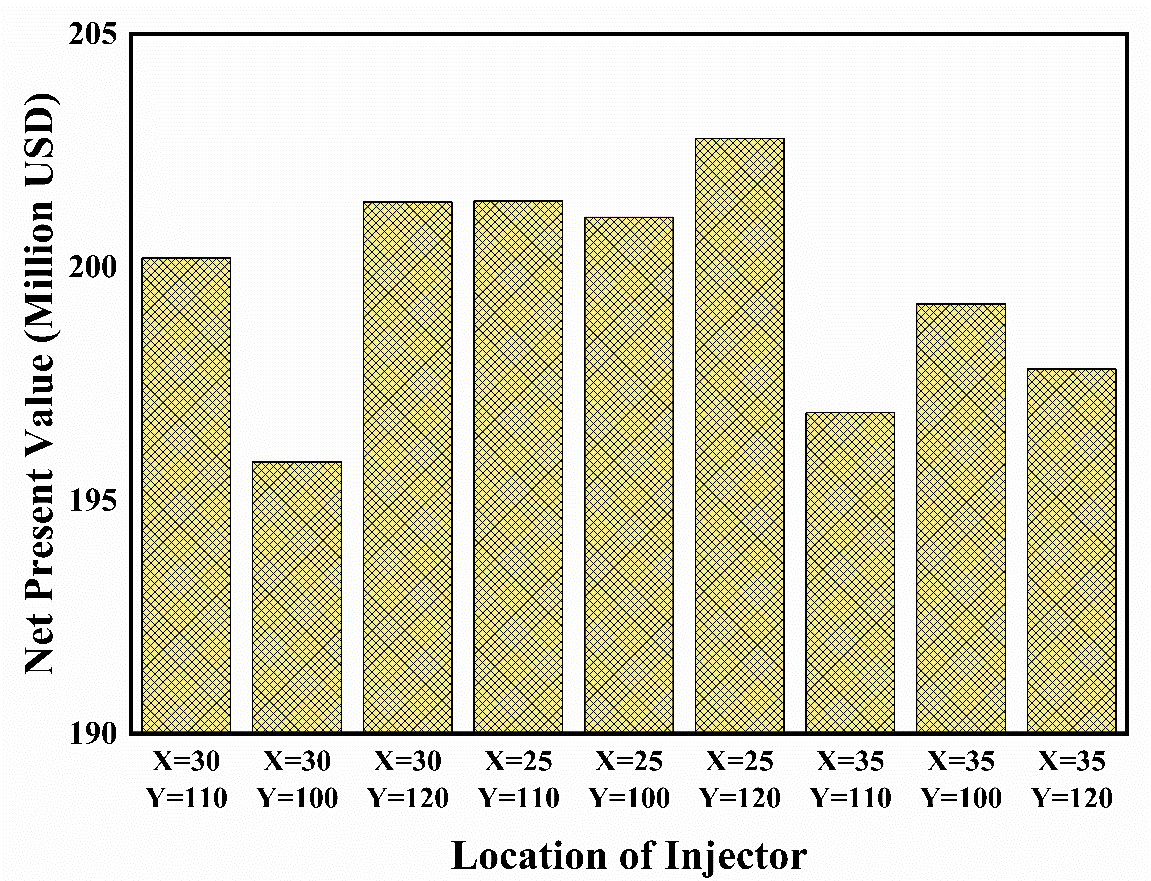 205
200
195
190
Net Present Value (Million USD)
X=30 X=30 X=30 X=25 X=25 X=25 X=35 X=35 X=35
Y=110 Y=100 Y=120 Y=110 Y=100 Y=120 Y=110 Y=100 Y=120
Location of Injector